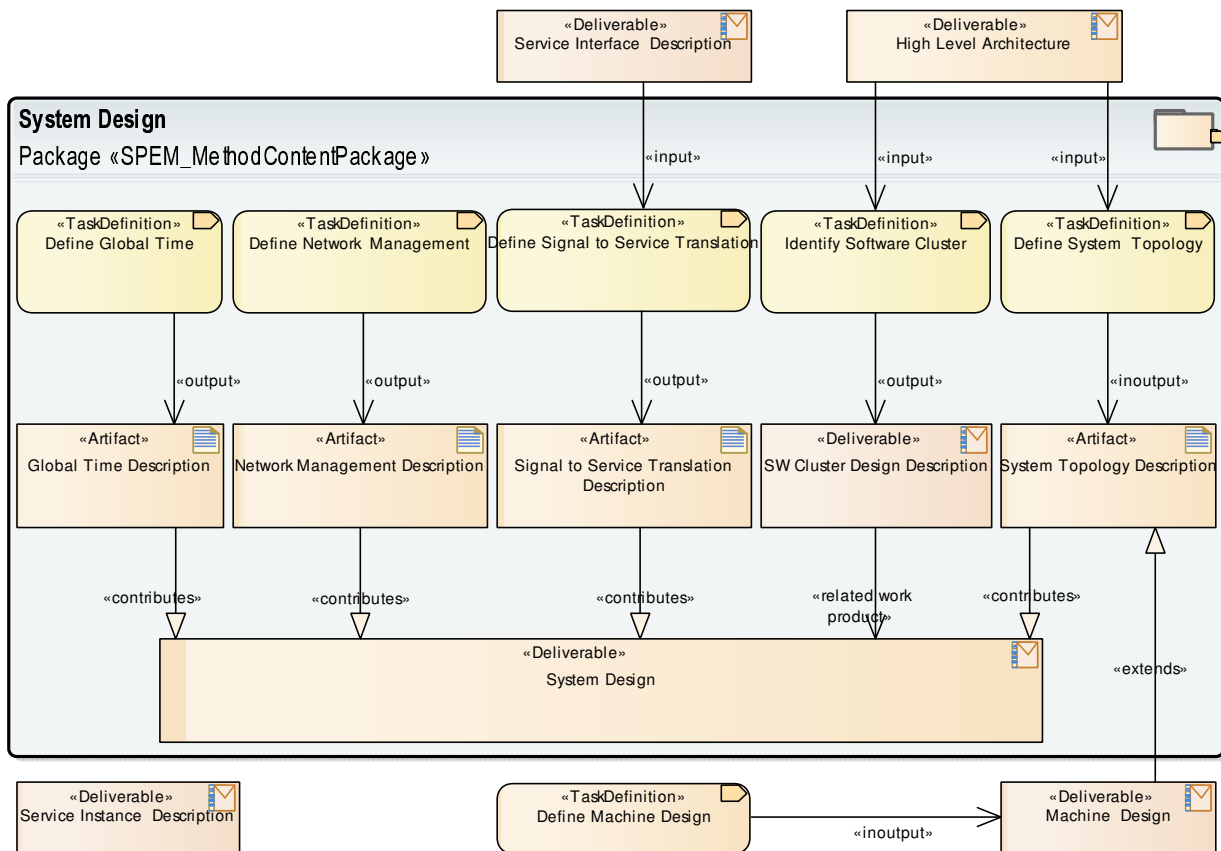 «Deliverable»
Service Interface Description
«Deliverable»
High Level Architecture
System Design
Package «SPEM_MethodContentPackage»
«input»
«input»
«input»
«TaskDefinition»
Define Global Time
«TaskDefinition»
Define Network Management
«TaskDefinition»
Define Signal to Service Translation
«TaskDefinition»
Identify Software Cluster
«TaskDefinition»
Define System Topology
«output»
«output»
«output»
«output»
«inoutput»
«Artifact»
Global Time Description
«Artifact»
Network Management Description
«Artifact»
Signal to Service Translation
Description
«Deliverable»
SW Cluster Design Description
«Artifact»
System Topology Description
«contributes»
«contributes»
«contributes»
«related work
product»
«contributes»
«Deliverable»
System Design
«extends»
«Deliverable»
Service Instance Description
«TaskDefinition»
Define Machine Design
«inoutput»
«Deliverable»
Machine Design